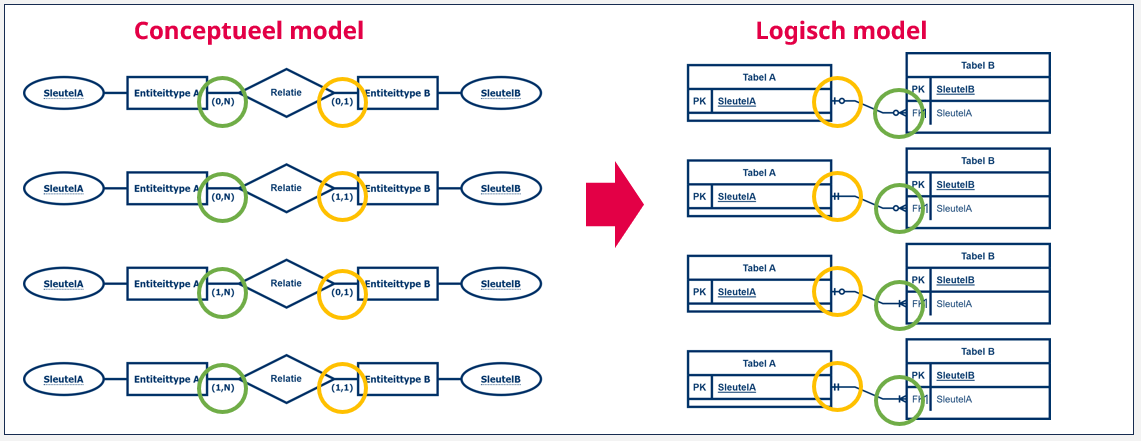 Conceptueel model
Logisch model
SleutelA
Entiteittype A
(0,N)
Relatie
(0,1)
Entiteittype B
SleutelB
Tabel A
PK
SleutelA
Tabel B
PK
SleutelB
FK1
SleutelA
SleutelA
Entiteittype A
(0,N)
Relatie
(1,1)
Entiteittype B
SleutelB
Tabel A
PK
SleutelA
Tabel B
PK
SleutelB
FK1
SleutelA
SleutelA
Entiteittype A
(1,N)
Relatie
(0,1)
Entiteittype B
SleutelB
Tabel A
PK
SleutelA
Tabel B
PK
SleutelB
FK1
SleutelA
SleutelA
Entiteittype A
(1,N)
Relatie
(1,1)
Entiteittype B
SleutelB
Tabel A
PK
SleutelA
Tabel B
PK
SleutelB
FK1
SleutelA